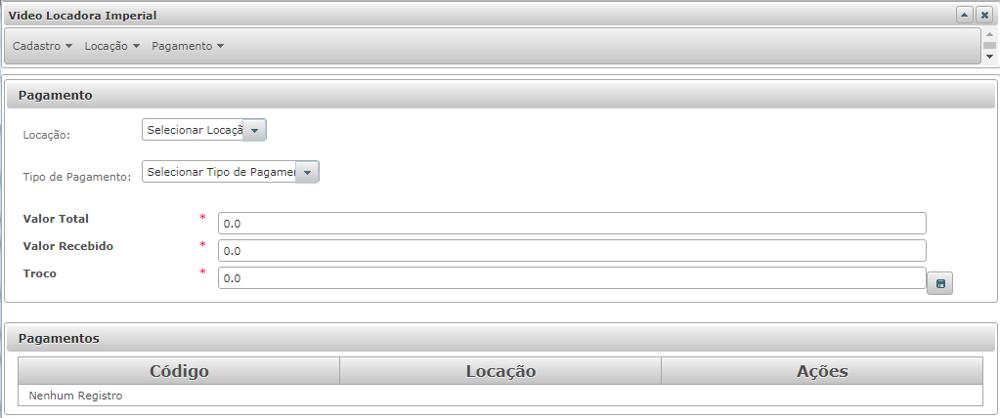 Video Locadora Imperial
Cadastro Locação Pagamento
Pagamento
Locação: Selecionar Locaçã
Tipo de Pagamento: Selecionar Tipo de Pagamen
Valor Total * 0.0
Valor Recebido * 0.0
Troco * 0.0
Pagamentos
Código Locação Ações
Nenhum Registro